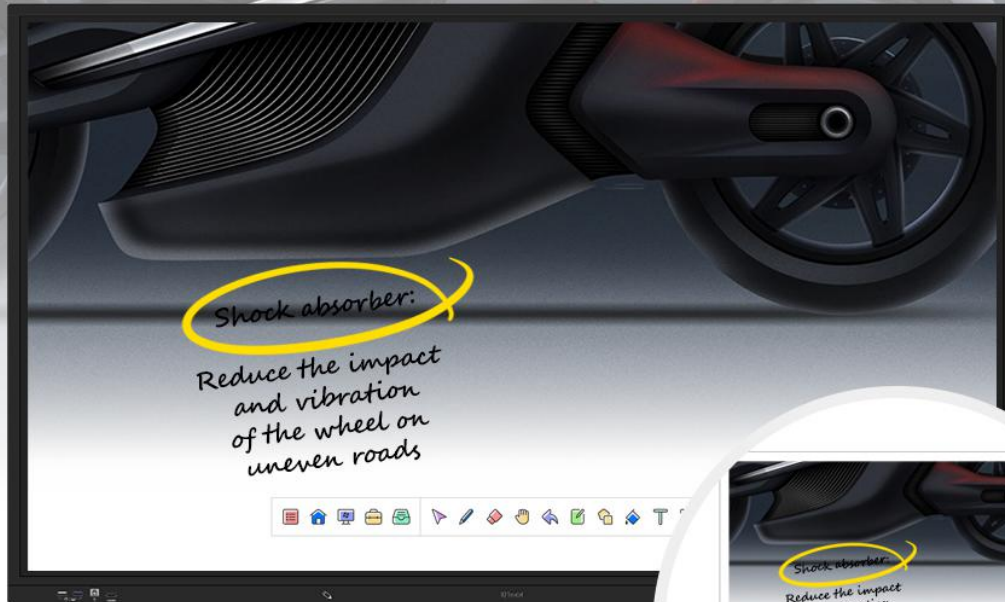 Shock absorber:
Reduce the impact
and vibration
of the wheel on
uneven roads
T
Shock absorber:
Reduce the impact